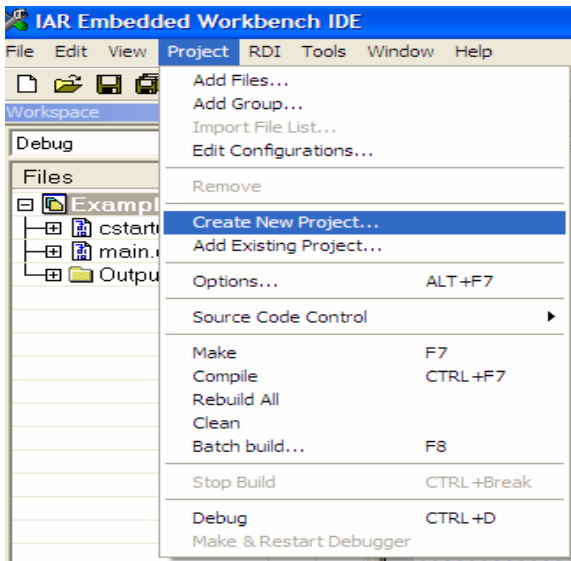 IAR Embedded Workbench IDE
File Edit View Project RDI Tools Window Help
Workspace
Debug
Files
Exampl
cstartu
main.
Outpu
Add Files...
Add Group...
Import File List...
Edit Configurations...
Remove
Create New Project...
Add Existing Project...
Options... ALT+F7
Source Code Control
Make F7
Compile CTRL+F7
Rebuild All
Clean
Batch build... F8
Stop Build CTRL+Break
Debug CTRL+D
Make & Restart Debugger